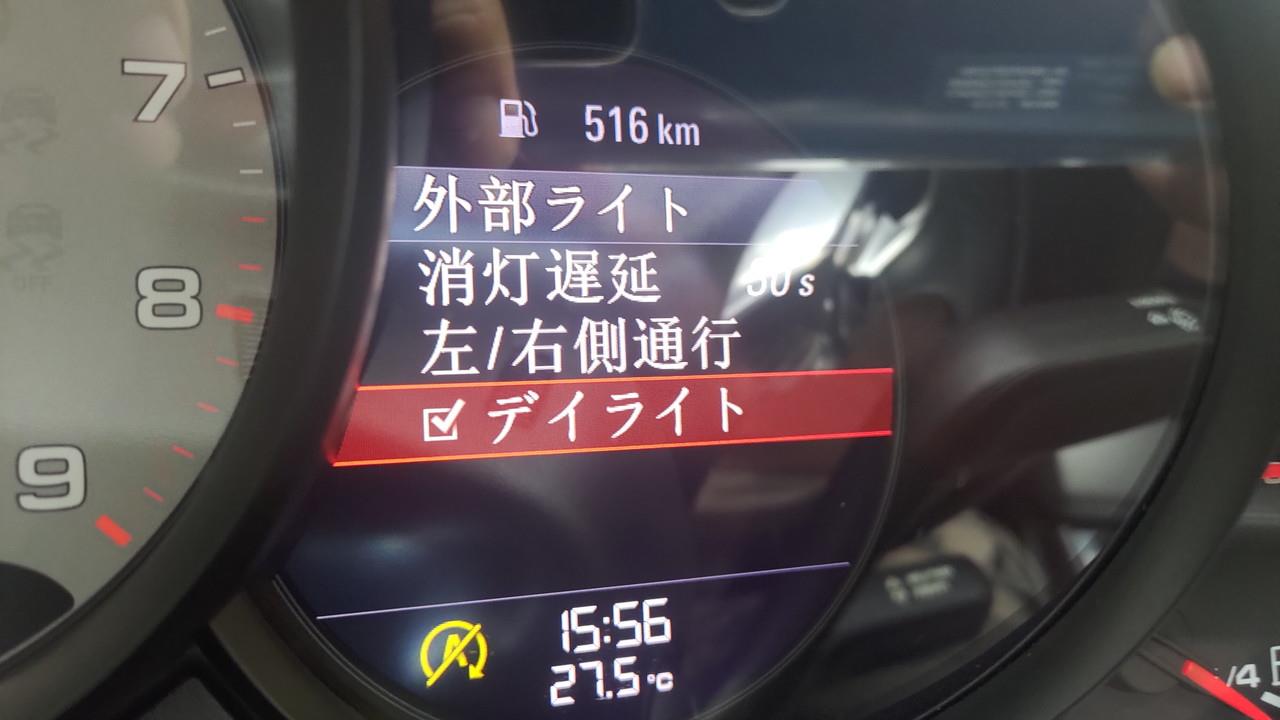 7
8
9
516 km
外部ライト
消灯遅延
左/右側通行
デイライト
A
15:56
27.5 °C
/4